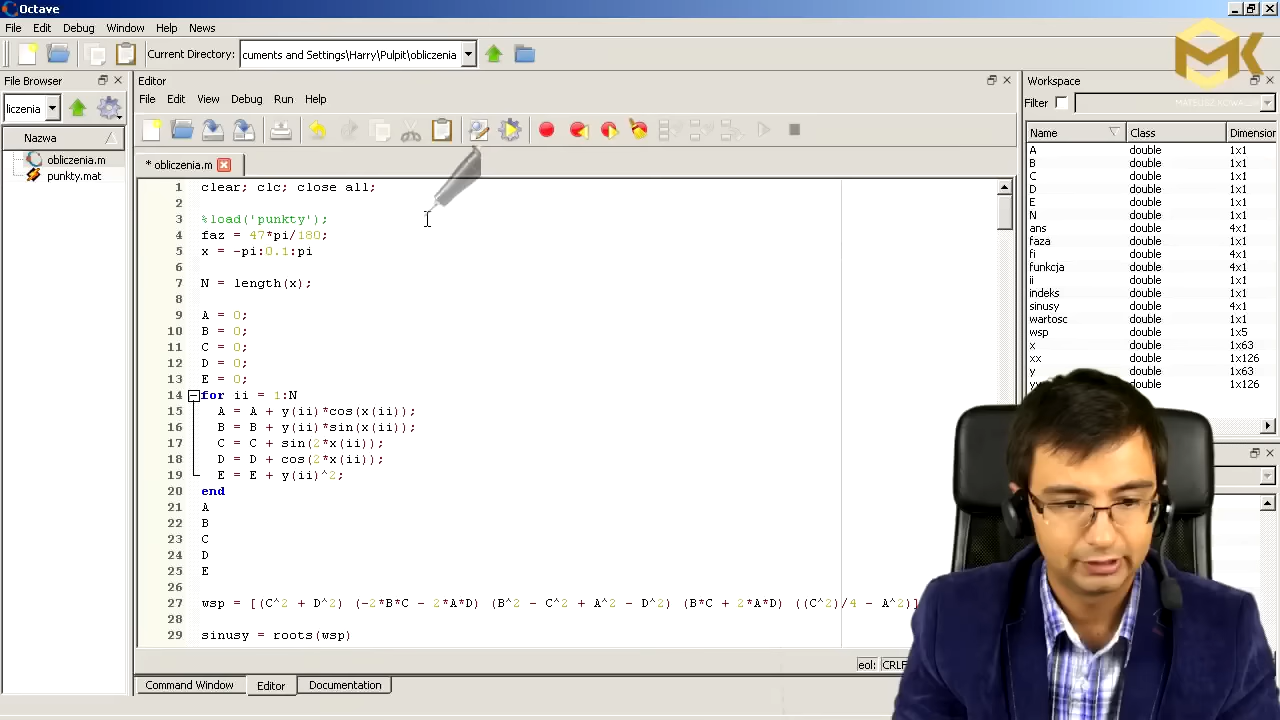 Octave
File Edit Debug Window Help News
Current Directory: cuments and Settings\Harry\Pulpit\obliczenia
MK
File Browser
Editor
Workspace
liczenia
File Edit View Debug Run Help
Filter
Nazwa
obliczenia.m
punkty.mat
* obliczenia.m
Name Class Dimensior
1 clear; clc; close all;
2
3 %load('punkty');
4 faz = 47*pi/180;
5 x = -pi:0.1:pi
6
7 N = length(x);
8
9 A = 0;
10 B = 0;
11 C = 0;
12 D = 0;
13 E = 0;
14 for ii = 1:N
15 A = A + y(ii)*cos(x(ii));
16 B = B + y(ii)*sin(x(ii));
17 C = C + sin(2*x(ii));
18 D = D + cos(2*x(ii));
19 E = E + y(ii)^2;
20 end
21 A
22 B
23 C
24 D
25 E
26
27 wsp = [(C^2 + D^2) (-2*B*C - 2*A*D) (B^2 - C^2 + A^2 - D^2) (B*C + 2*A*D) ((C^2)/4 - A^2)]
28
29 sinusy = roots(wsp)
A double 1x1
B double 1x1
C double 1x1
D double 1x1
E double 1x1
N double 1x1
ans double 4x1
faza double 1x1
fi double 4x1
funkcja double 4x1
ii double 1x1
indeks double 1x1
sinusy double 4x1
wartosc double 1x1
wsp double 1x5
x double 1x63
xx double 1x126
y double 1x63
double 1x126
eol: CRLF
Command Window Editor Documentation